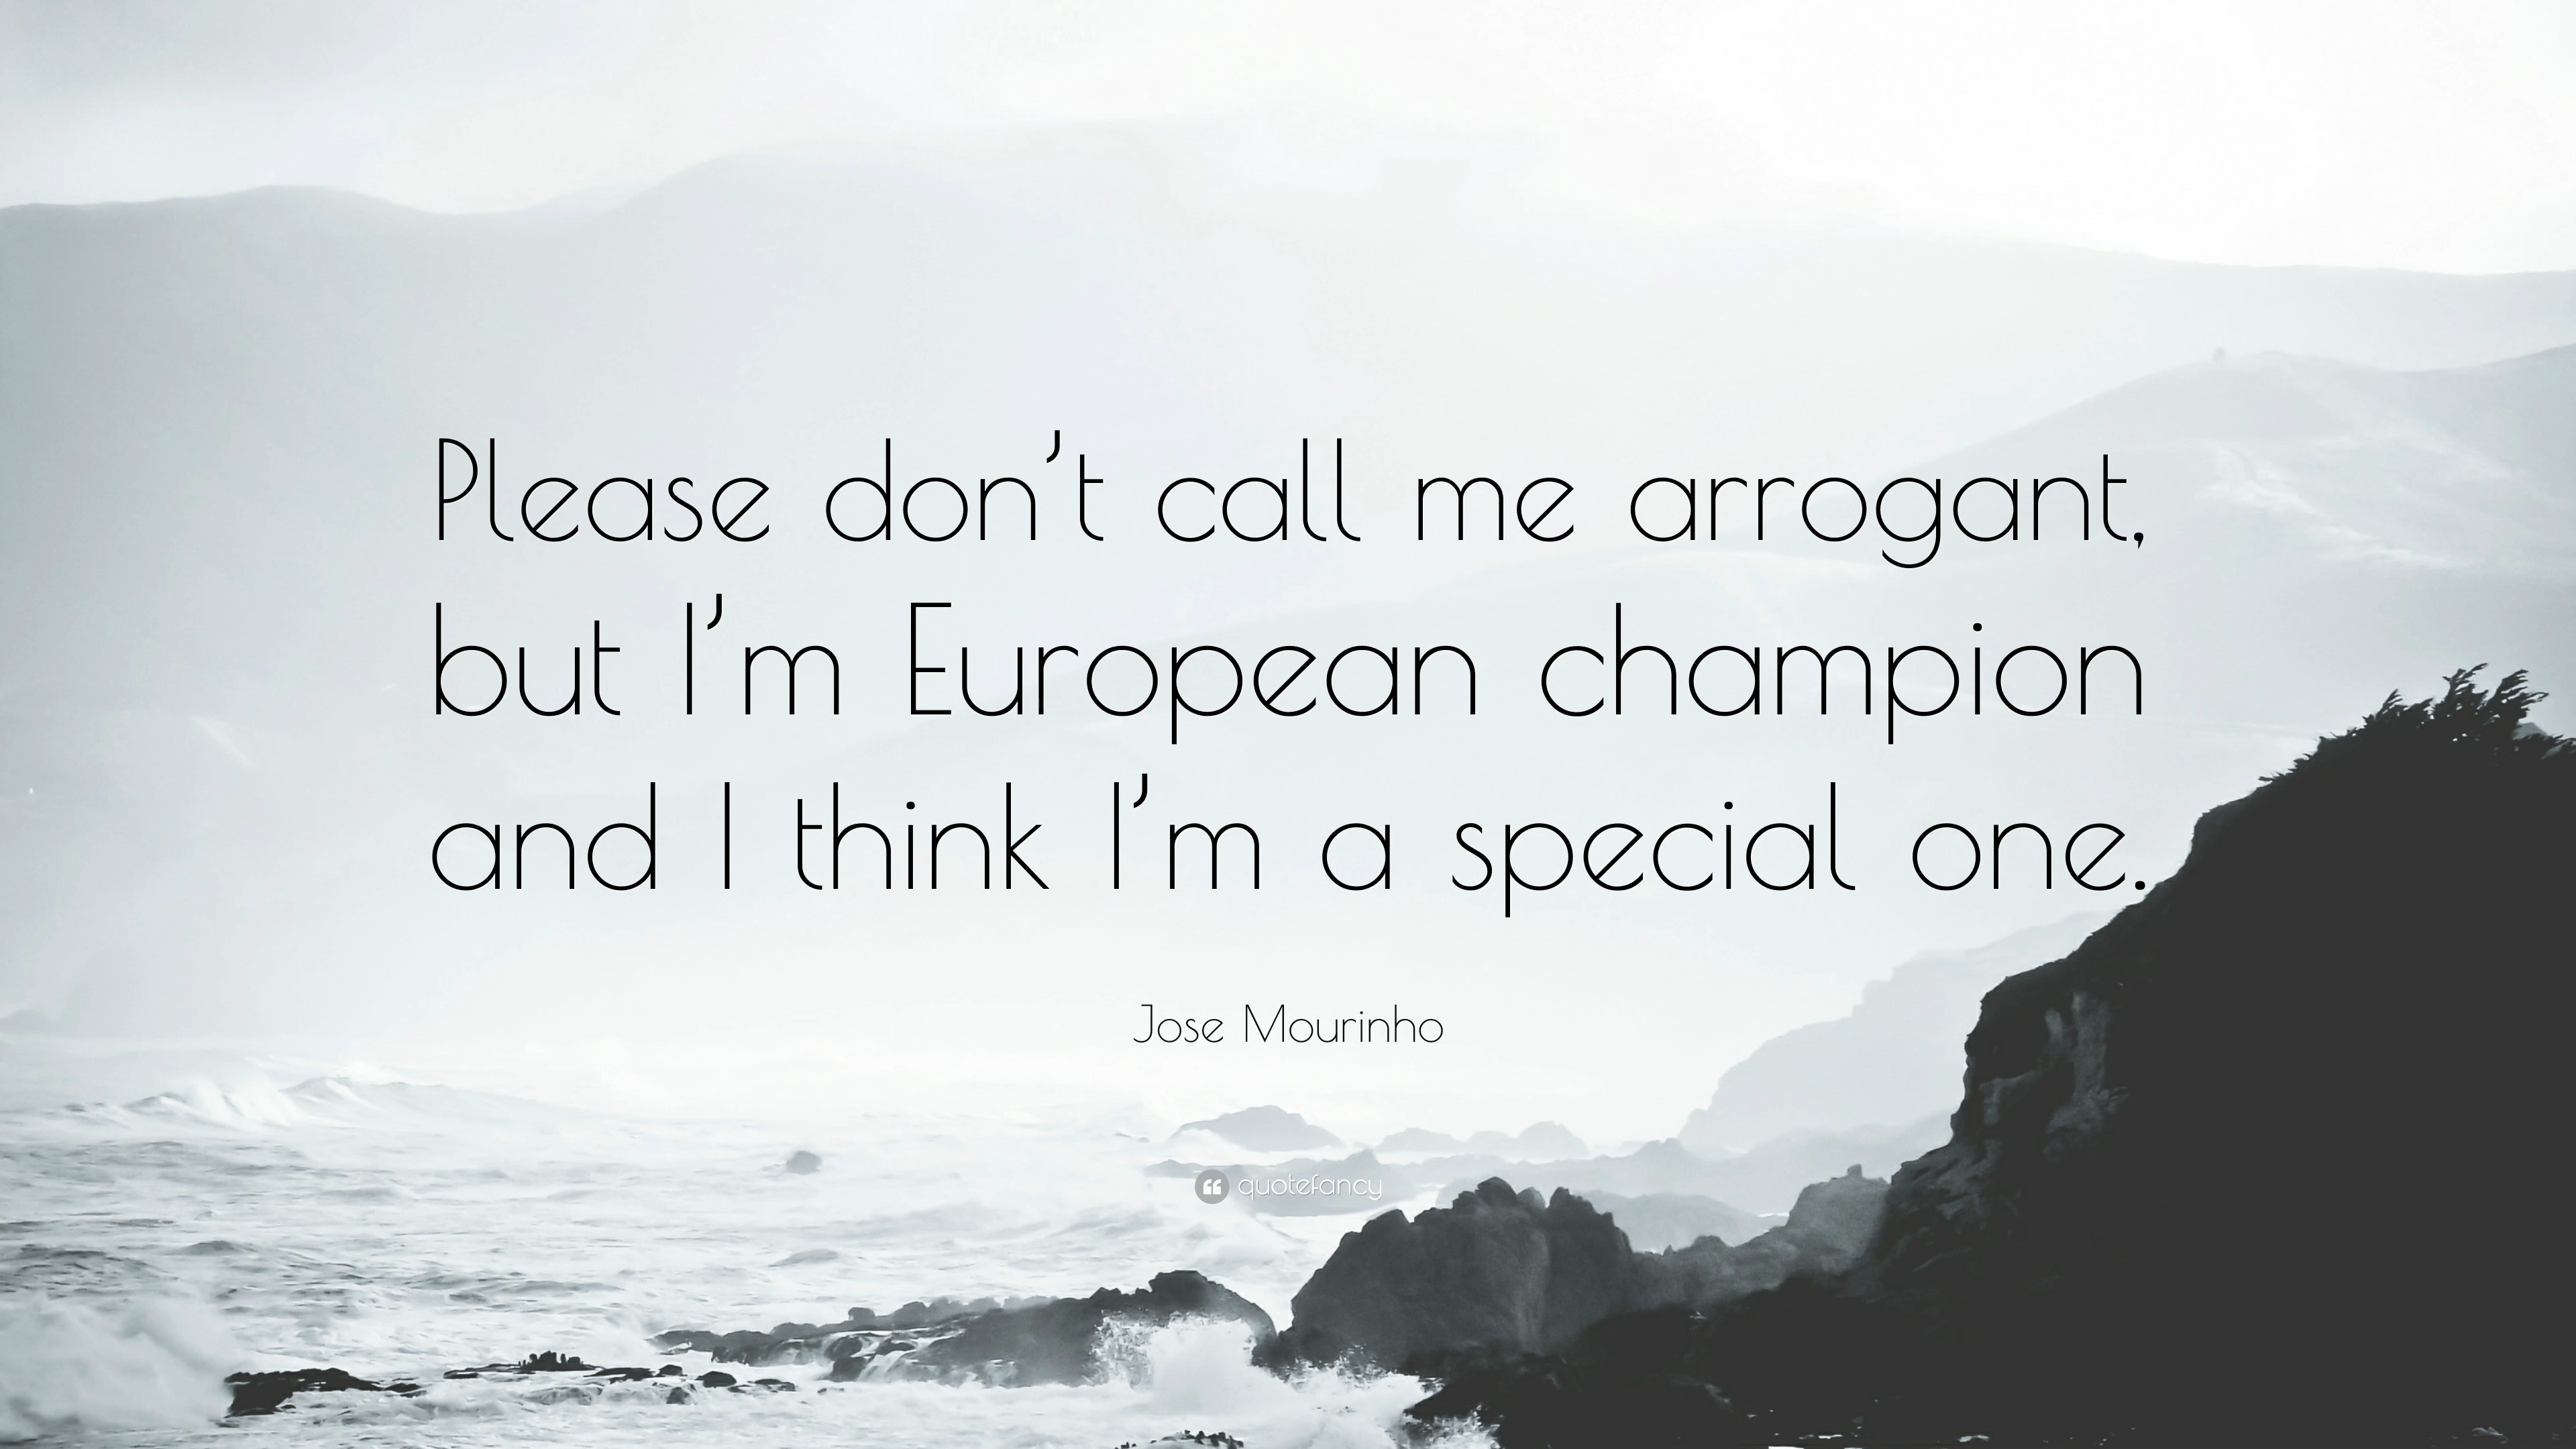 Please don’t call me arrogant,
but I’m European champion
and I think I’m a special one.
Jose Mourinho
quotefancy